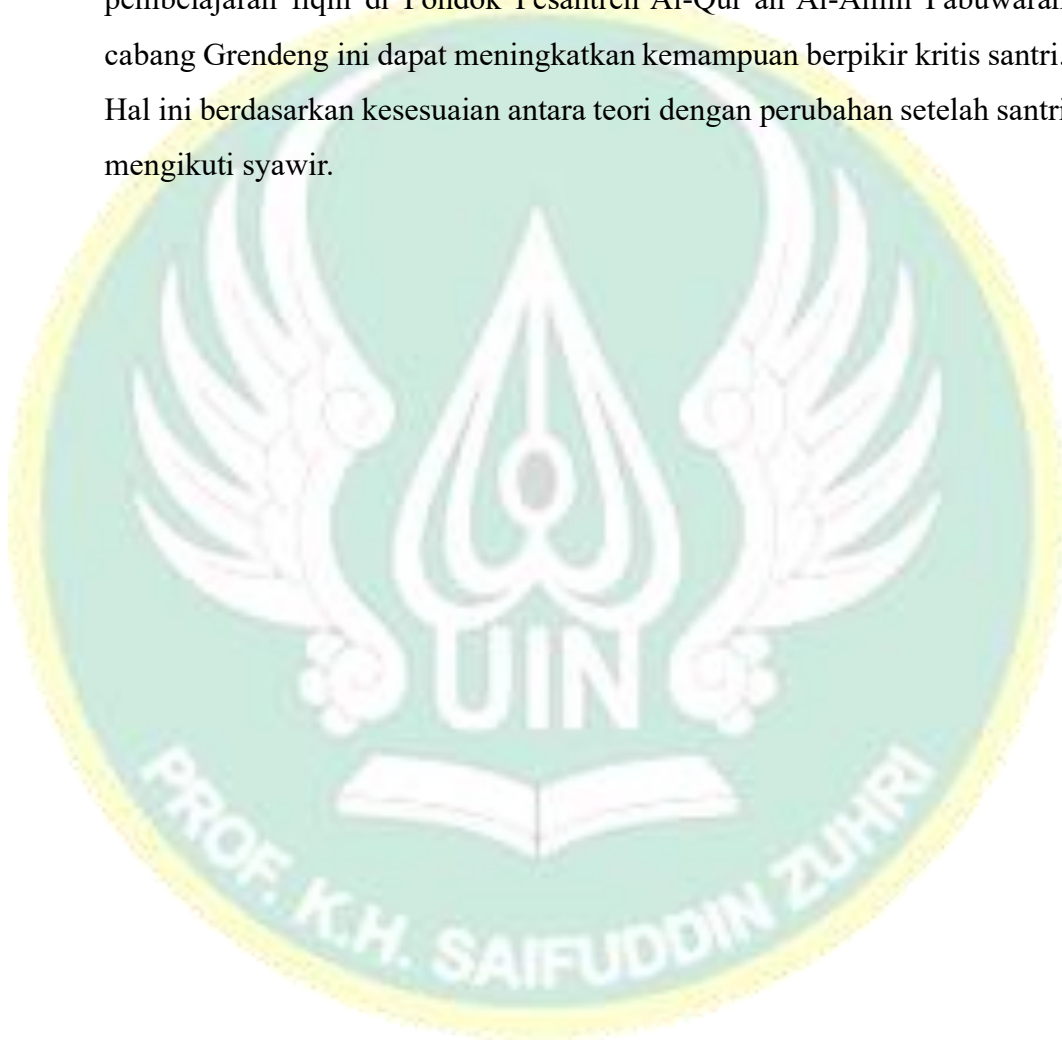 pembelajaran fiqih di Pondok Pesantren Al-Qur'an Al-Amin Pabuwaran
cabang Grendeng ini dapat meningkatkan kemampuan berpikir kritis santri.
Hal ini berdasarkan kesesuaian antara teori dengan perubahan setelah santri
mengikuti syawir.
UIN
PROF. K.H. SAIFUDDIN ZUHRI